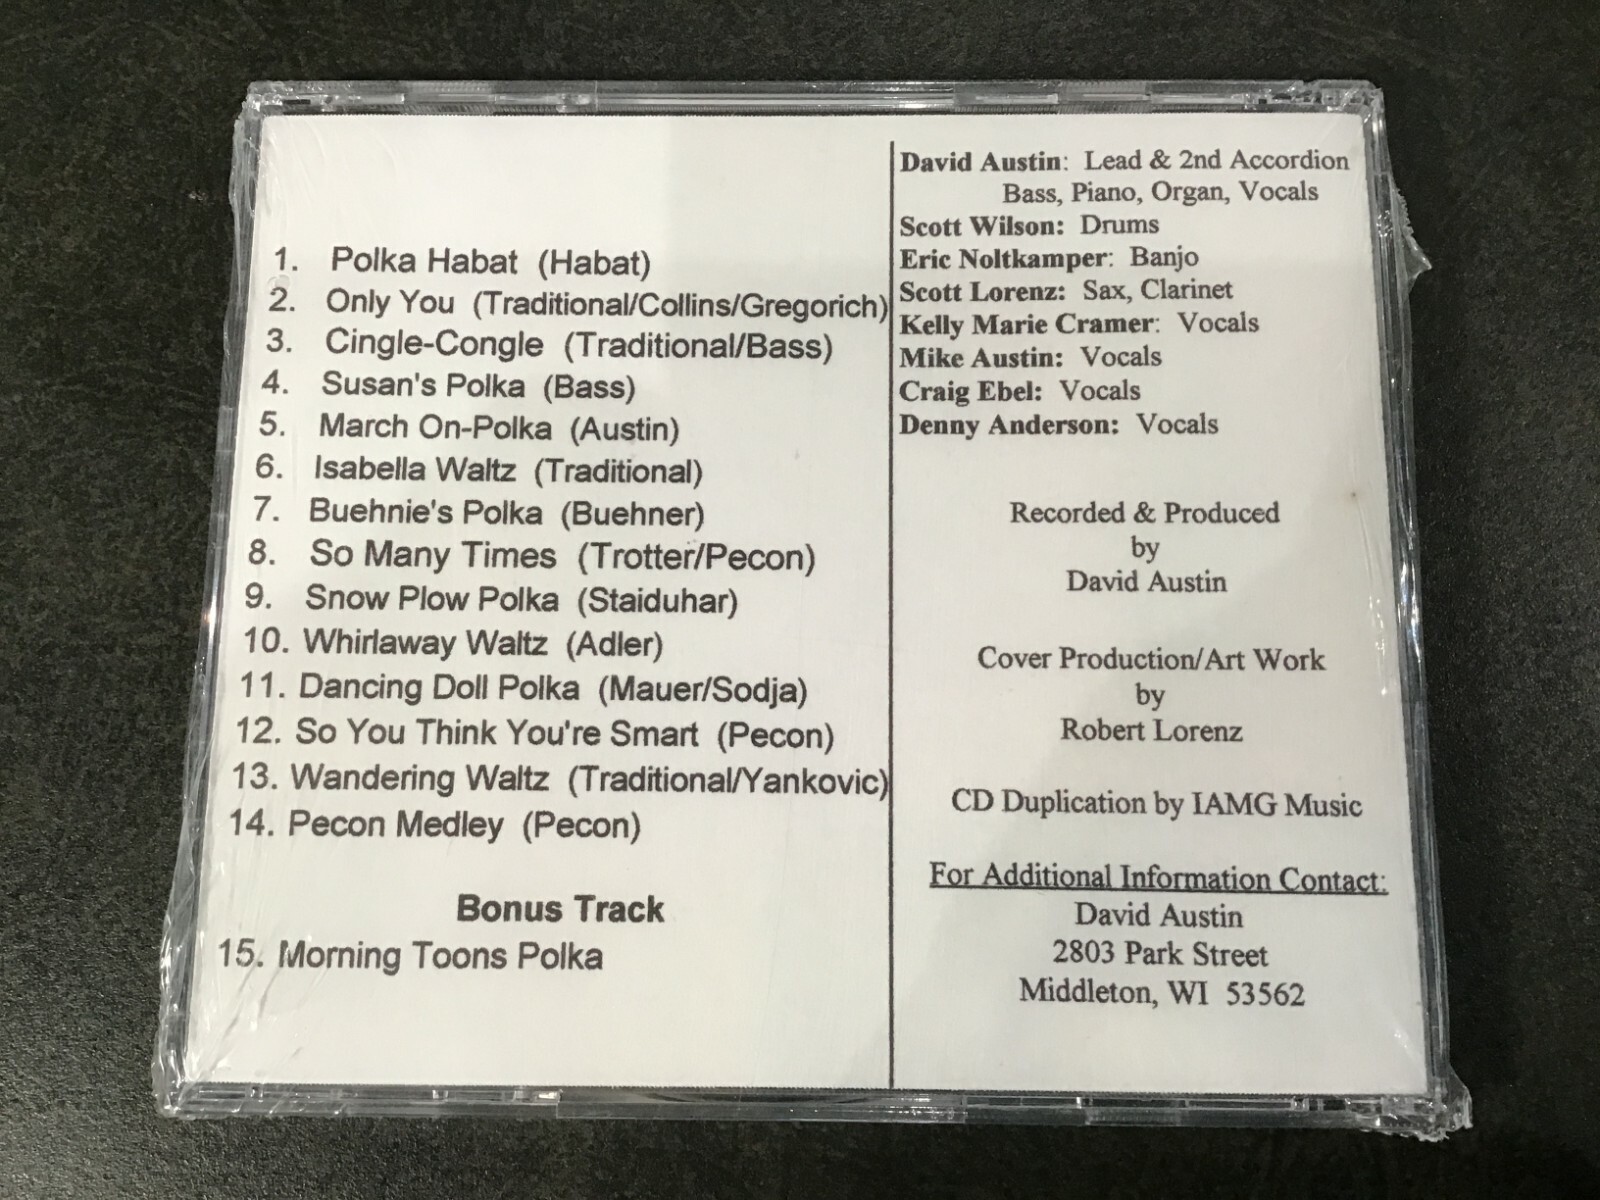 1. Polka Habat (Habat)
2. Only You (Traditional/Collins/Gregorich)
3. Cingle-Congle (Traditional/Bass)
4. Susan's Polka (Bass)
5. March On-Polka (Austin)
6. Isabella Waltz (Traditional)
7. Buehnie's Polka (Buehner)
8. So Many Times (Trotter/Pecon)
9. Snow Plow Polka (Staiduhar)
10. Whirlaway Waltz (Adler)
11. Dancing Doll Polka (Mauer/Sodja)
12. So You Think You're Smart (Pecon)
13. Wandering Waltz (Traditional/Yankovic)
14. Pecon Medley (Pecon)
Bonus Track
15. Morning Toons Polka
David Austin: Lead & 2nd Accordion
Bass, Piano, Organ, Vocals
Scott Wilson: Drums
Eric Noltkamper: Banjo
Scott Lorenz: Sax, Clarinet
Kelly Marie Cramer: Vocals
Mike Austin: Vocals
Craig Ebel: Vocals
Denny Anderson: Vocals
Recorded & Produced
by
David Austin
Cover Production/Art Work
by
Robert Lorenz
CD Duplication by IAMG Music
For Additional Information Contact:
David Austin
2803 Park Street
Middleton, WI 53562